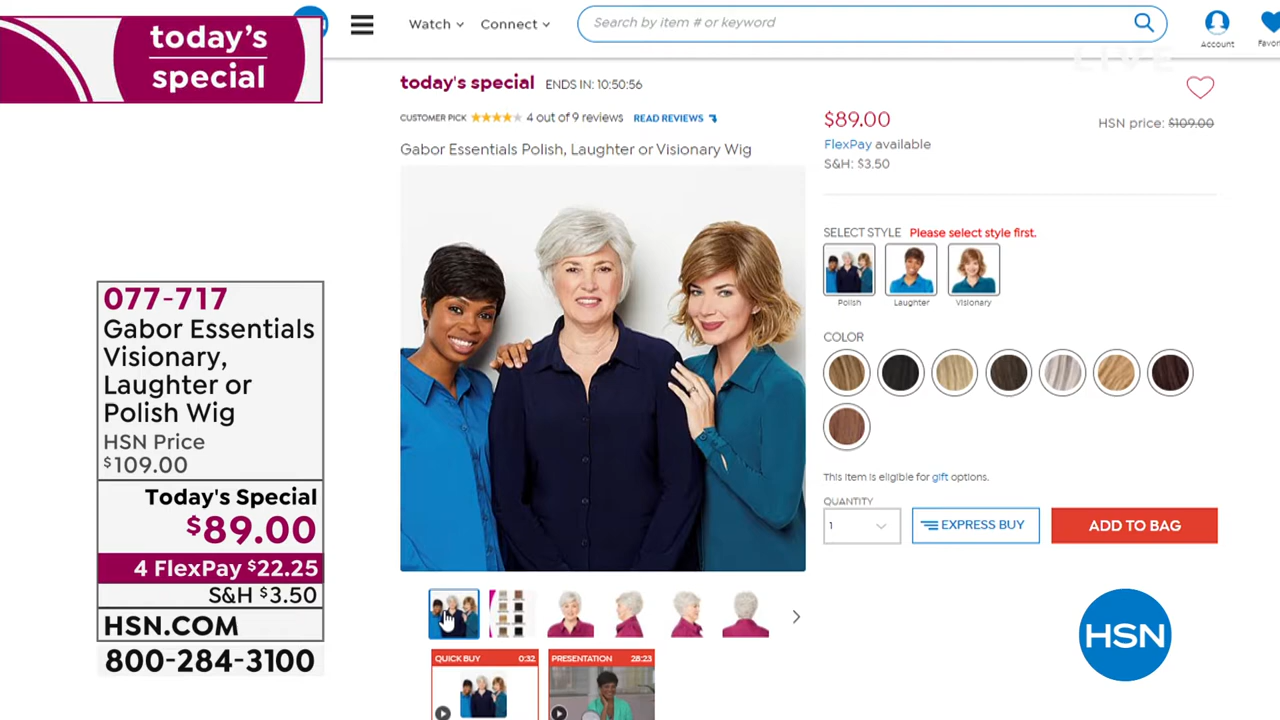 today's
special
077-717
Gabor Essentials
Visionary,
Laughter or
Polish Wig
HSN Price
$109.00
Today's Special
$89.00
4 FlexPay $22.25
S&H $3.50
HSN.COM
800-284-3100
Watch
Connect
Search by item # or keyword
Account
LIVE
today's special
ENDS IN: 10:50:56
CUSTOMER PICK
4 out of 9 reviews
READ REVIEWS
Gabor Essentials Polish, Laughter or Visionary Wig
$89.00
HSN price: $109.00
FlexPay available
S&H: $3.50
SELECT STYLE Please select style first.
Polish
Laughter
Visionary
COLOR
This item is eligible for gift options.
QUANTITY
1
EXPRESS BUY
ADD TO BAG
QUICK BUY 0:32
PRESENTATION 28:23
HSN